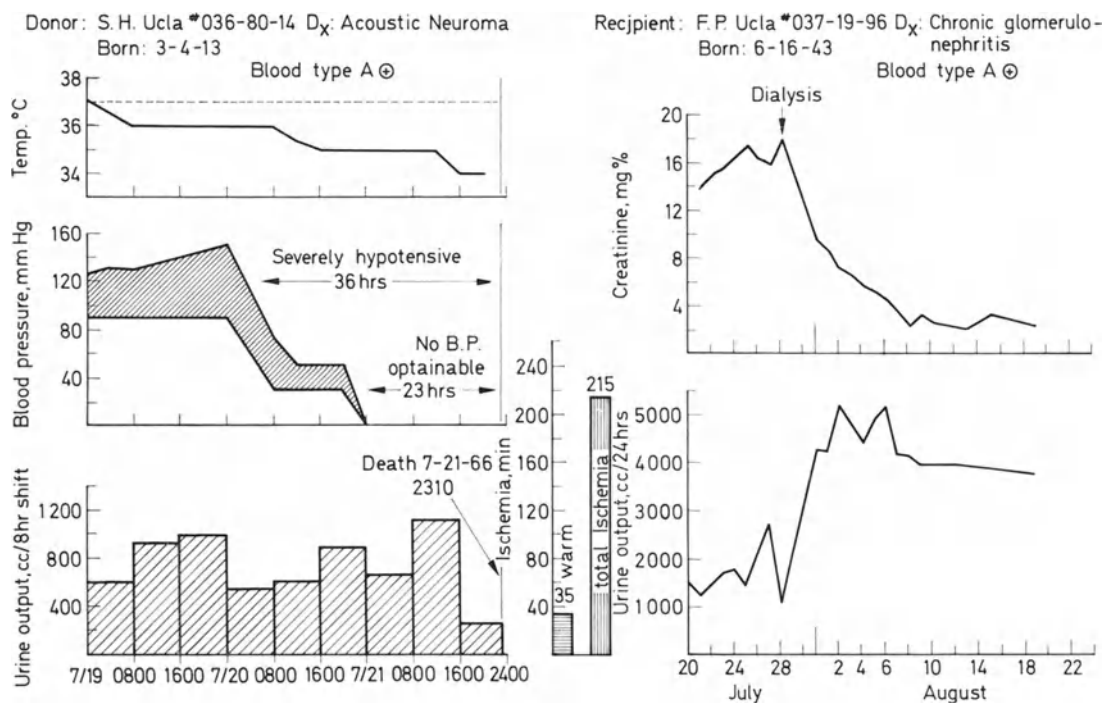 Donor: S. H. Ucla #036-80-14 Dx: Acoustic Neuroma
Born: 3-4-13
Blood type A ⊕
Temp. °C
38
36
34
Blood pressure, mm Hg
160
120
80
40
Severely hypotensive
36 hrs
No B.P.
optainable
23 hrs
Urine output, cc/8hr shift
1200
800
400
Death 7-21-66
2310
7/19 0800 1600 7/20 0800 1600 7/21 0800 1600 2400
Ischemia, min
240
200
160
120
80
40
35
warm
215
total Ischemia
Recjpient: F. P. Ucla #037-19-96 Dx: Chronic glomerulo-
Born: 6-16-43 nephritis
Blood type A ⊕
Dialysis
Creatinine, mg %
20
16
12
8
4
Urine output, cc/24hrs
5000
4000
3000
2000
1000
20 24 28 2 4 6 10 14 18 22
July August